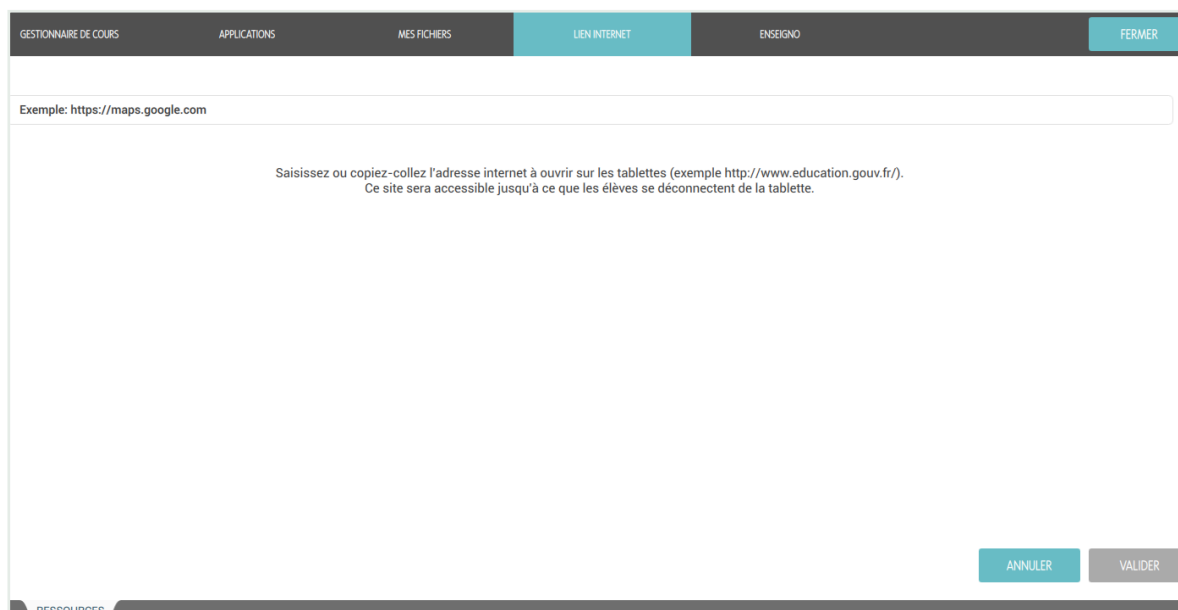 GESTIONNAIRE DE COURS APPLICATIONS MES FICHIERS LIEN INTERNET ENSEIGNO FERMER
Exemple: https://maps.google.com
Saisissez ou copiez-collez l'adresse internet à ouvrir sur les tablettes (exemple http://www.education.gouv.fr/).
Ce site sera accessible jusqu'à ce que les élèves se déconnectent de la tablette.
ANNULER VALIDER
RESSOURCES